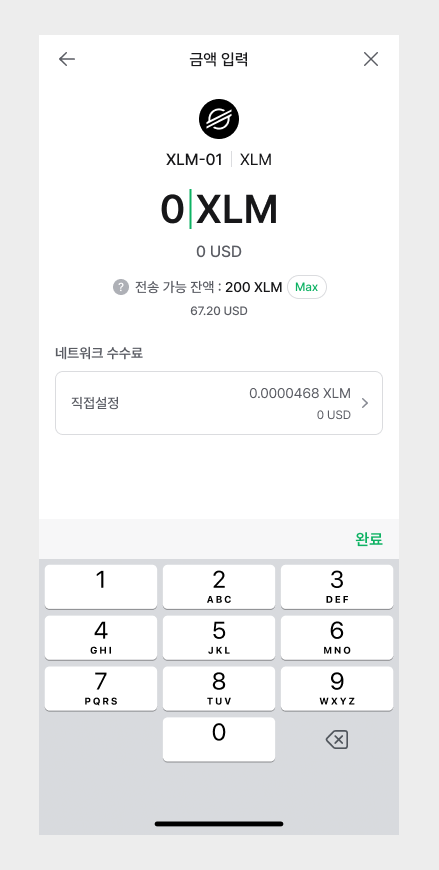 금액 입력
XLM-01 XLM
0 XLM
0 USD
? 전송 가능 잔액 : 200 XLM Max
67.20 USD
네트워크 수수료
직접설정 0.0000468 XLM
0 USD
완료
1 2 3
ABC DEF
4 5 6
GHI JKL MNO
7 8 9
PQRS TUV WXYZ
0